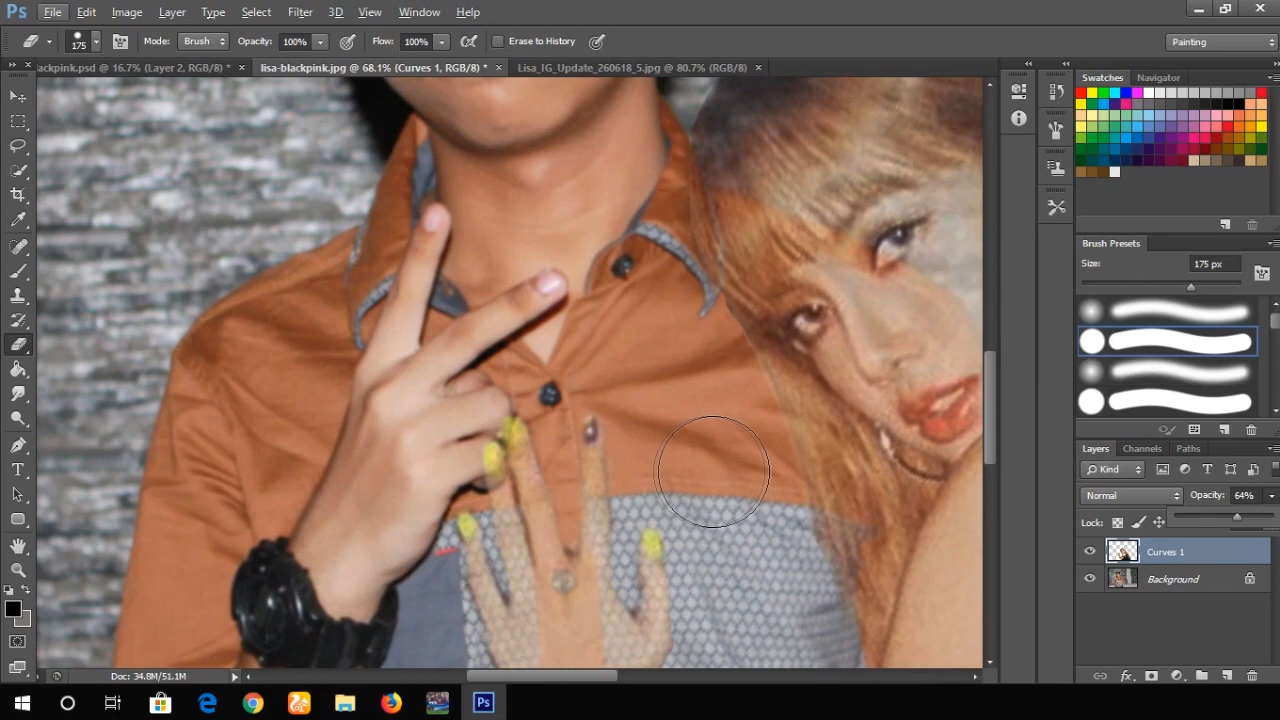 Ps File Edit Image Layer Type Select Filter 3D View Window Help
175 Mode: Brush Opacity: 100% Flow: 100% Erase to History Painting
ackpink.psd @ 16.7% (Layer 2, RGB/8) * × lisa-blackpink.jpg @ 68.1% (Curves 1, RGB/8) * × Lisa_IG_Update_260618_5.jpg @ 80.7% (RGB/8) ×
Swatches Navigator
Brush Presets
Size: 175 px
Layers Channels Paths
Kind
Normal Opacity: 64%
Lock:
Curves 1
Background
Doc: 34.8M/51.1M
Ps